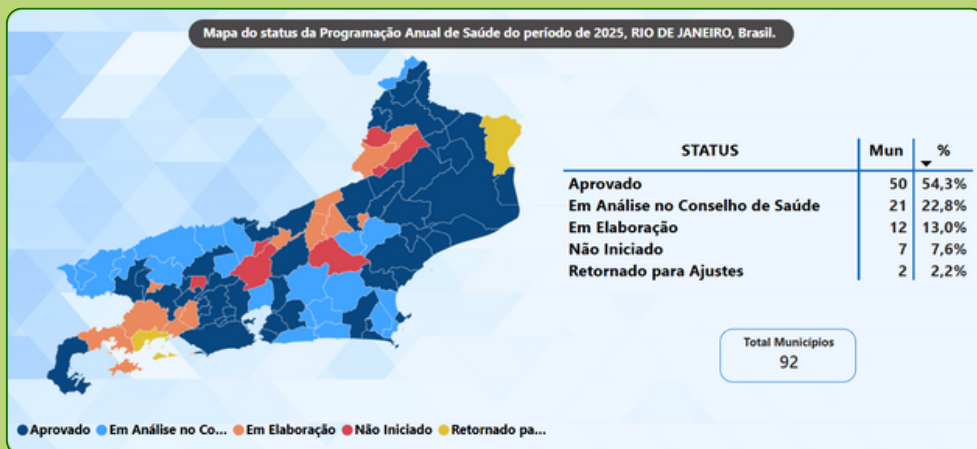 Mapa do status da Programação Anual de Saúde do período de 2025, RIO DE JANEIRO, Brasil.
STATUS Mun %
Aprovado 50 54,3%
Em Análise no Conselho de Saúde 21 22,8%
Em Elaboração 12 13,0%
Não Iniciado 7 7,6%
Retornado para Ajustes 2 2,2%
Total Municípios
92
Aprovado Em Análise no Co... Em Elaboração Não Iniciado Retornado pa...